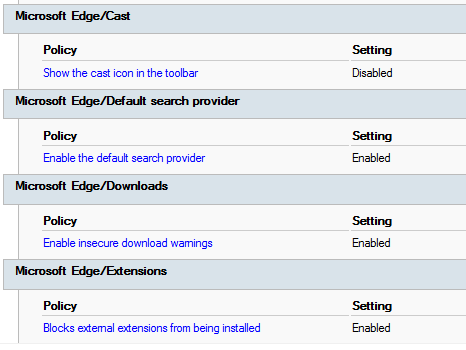 Microsoft Edge/Cast
Policy Setting
Show the cast icon in the toolbar Disabled
Microsoft Edge/Default search provider
Policy Setting
Enable the default search provider Enabled
Microsoft Edge/Downloads
Policy Setting
Enable insecure download warnings Enabled
Microsoft Edge/Extensions
Policy Setting
Blocks external extensions from being installed Enabled